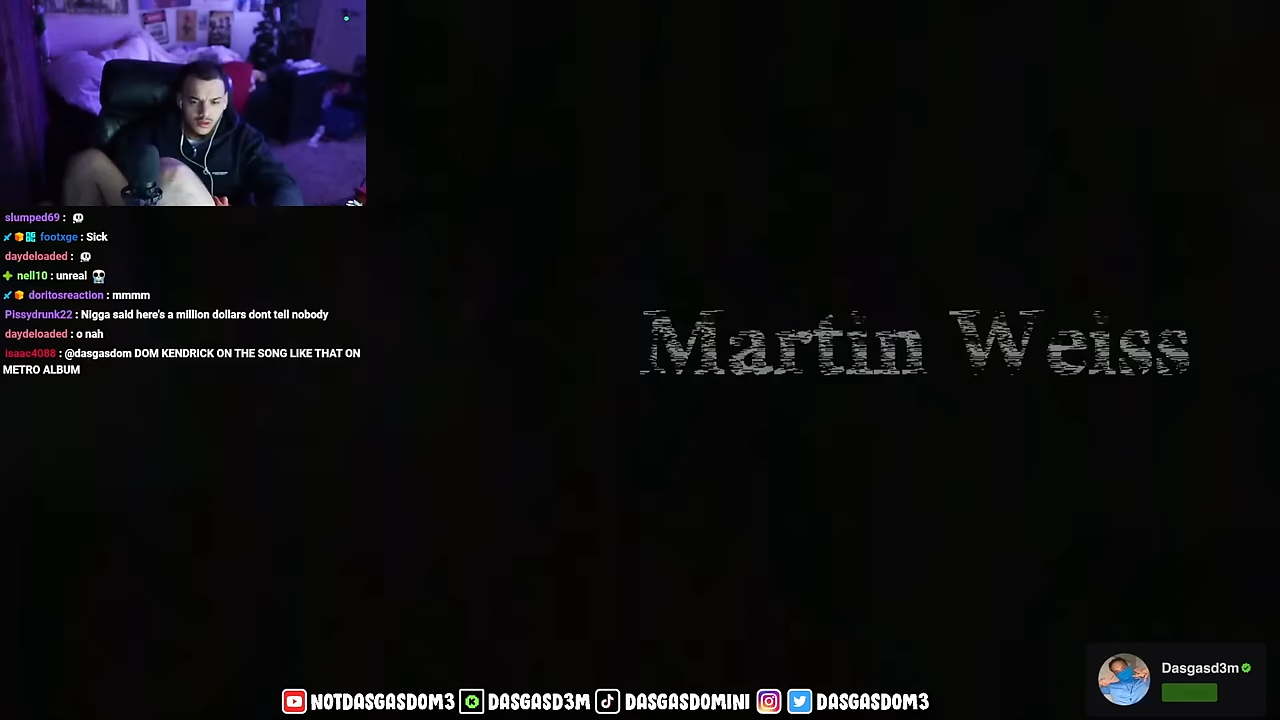 slumped69 :
footxge : Sick
daydeloaded :
nell10 : unreal
doritosreaction : mmmm
Pissydrunk22 : Nigga said here's a million dollars dont tell nobody
daydeloaded : o nah
isaac4088 : @dasgasdom DOM KENDRICK ON THE SONG LIKE THAT ON
METRO ALBUM
Martin Weiss
Dasgasd3m
NOTDASGASDOM3 DASGASD3M DASGASDOMINI DASGASDOM3